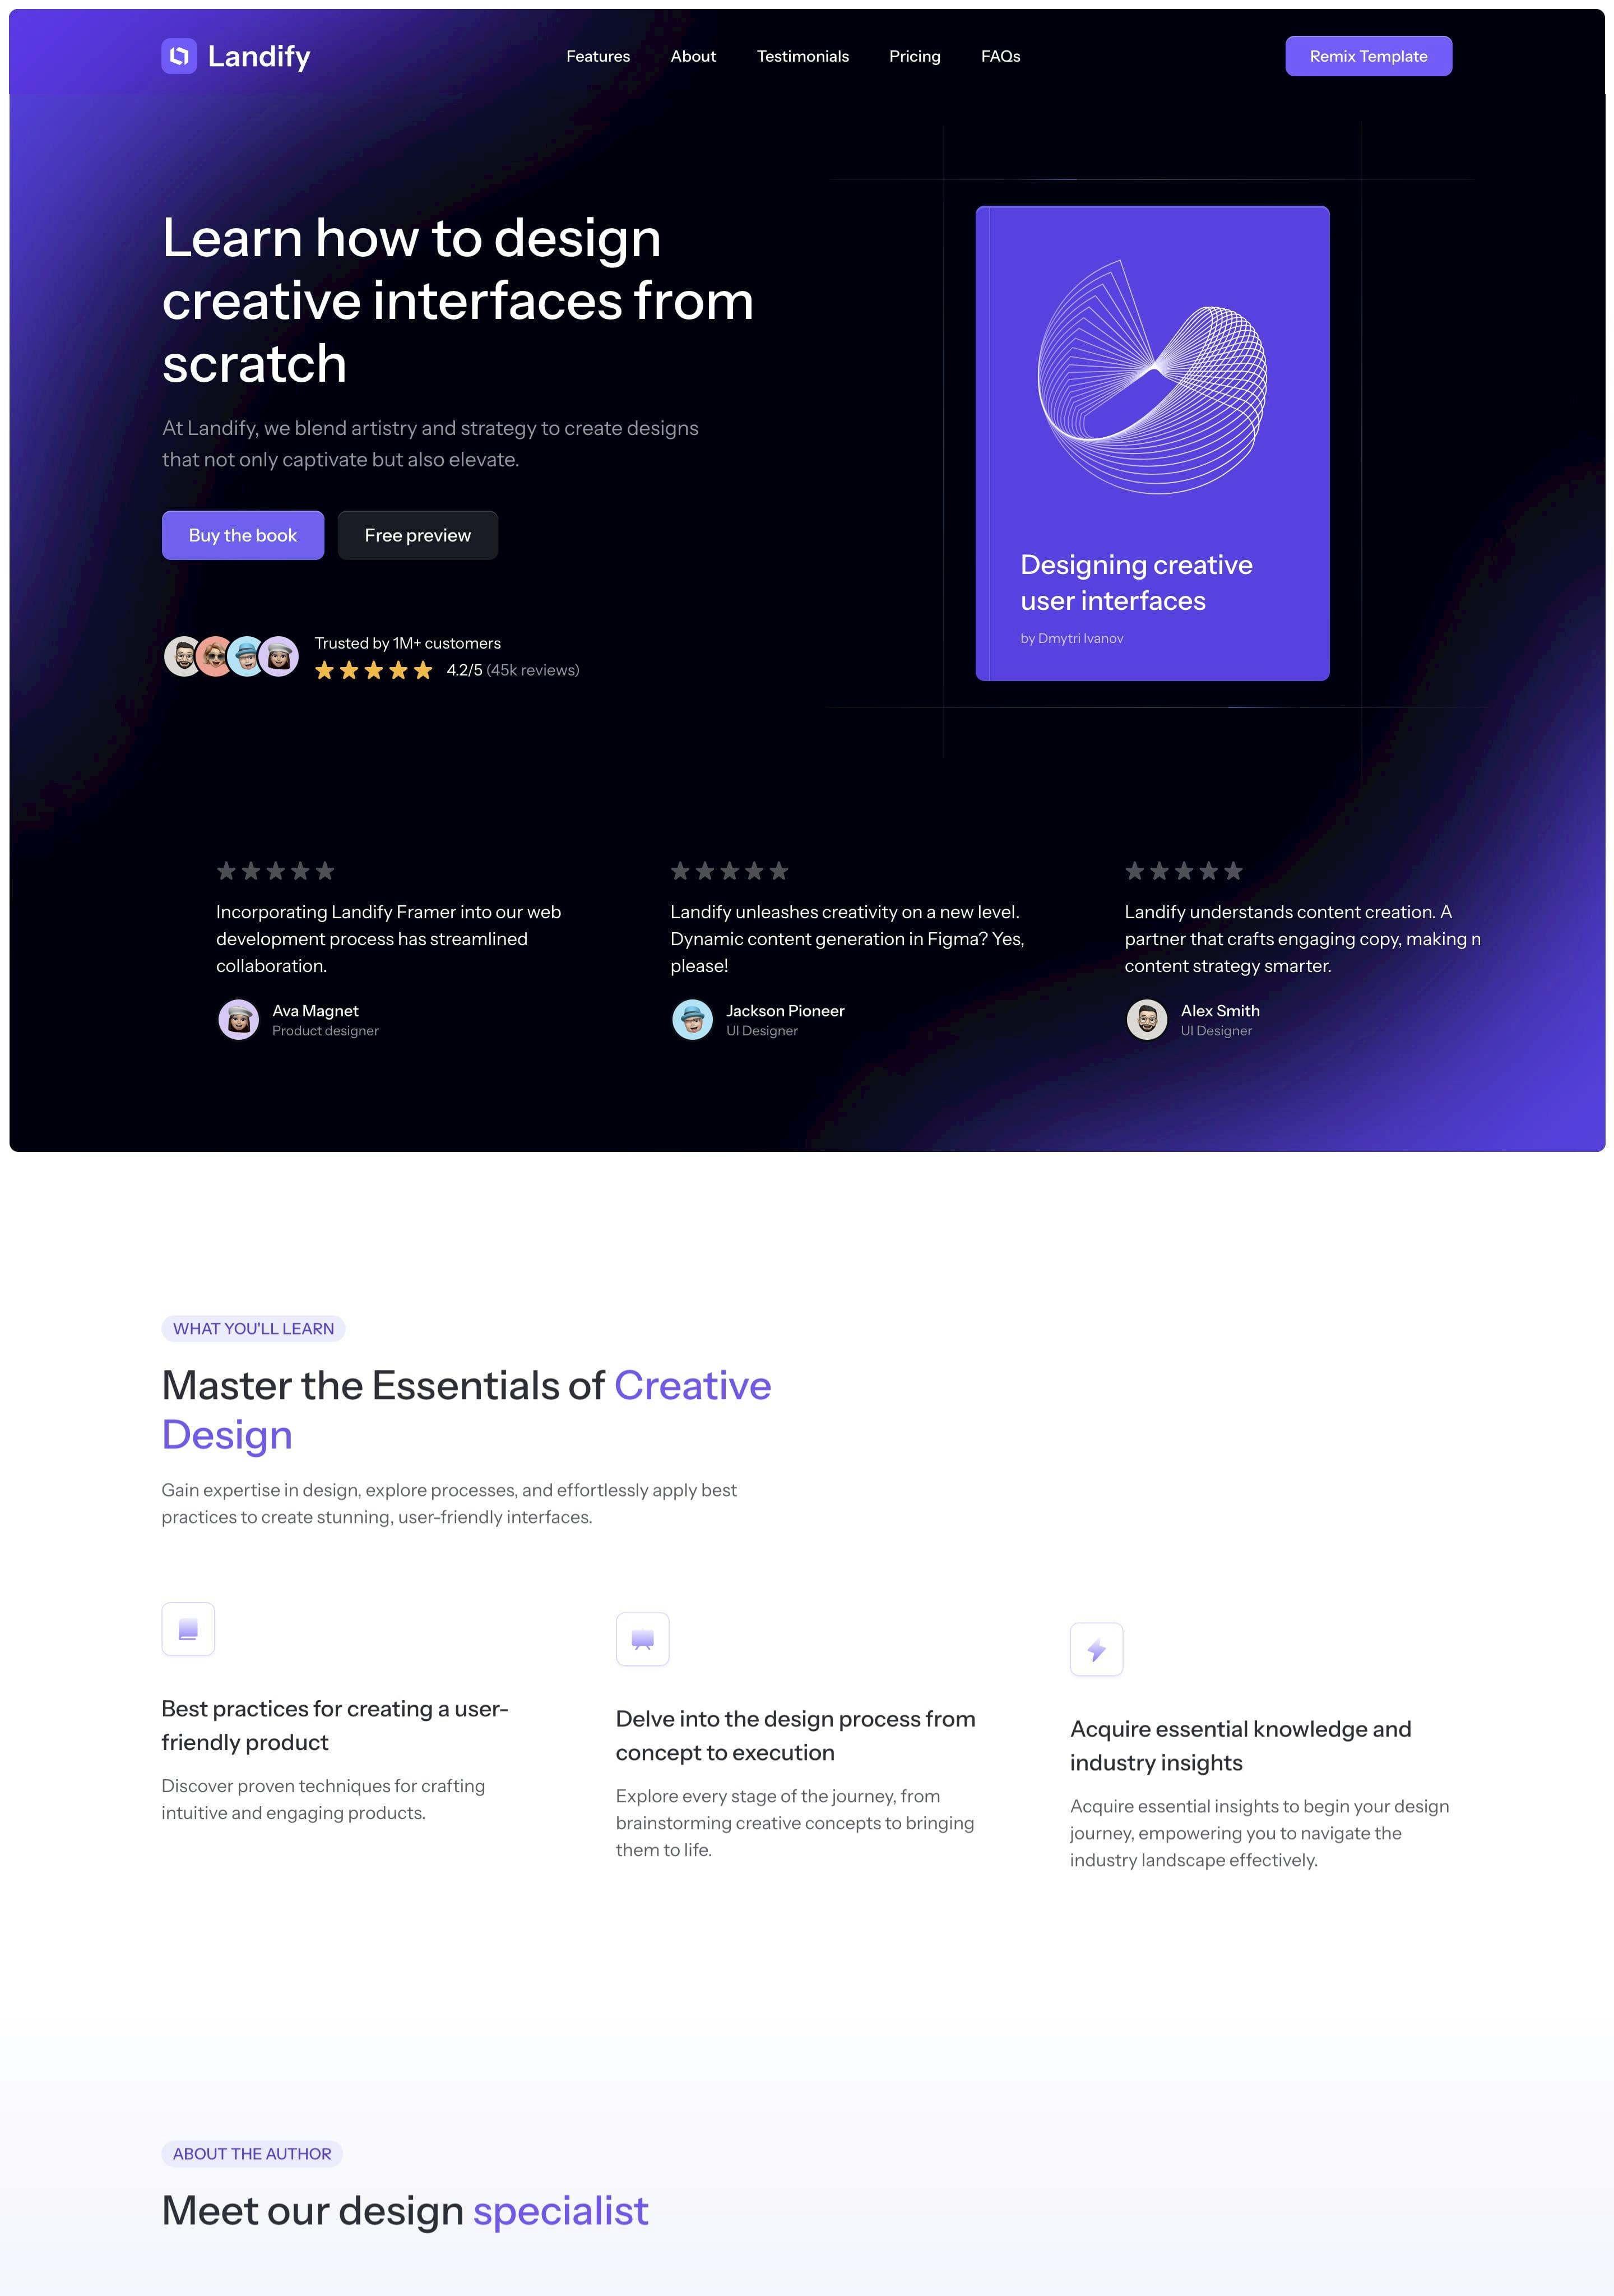 Landify
Features
About
Testimonials
Pricing
FAQs
Remix Template
Learn how to design
creative interfaces from
scratch
At Landify, we blend artistry and strategy to create designs
that not only captivate but also elevate.
Buy the book
Free preview
Trusted by 1M+ customers
4.2/5 (45k reviews)
Designing creative
user interfaces
by Dmytri Ivanov
Incorporating Landify Framer into our web
development process has streamlined
collaboration.
Ava Magnet
Product designer
Landify unleashes creativity on a new level.
Dynamic content generation in Figma? Yes,
please!
Jackson Pioneer
UI Designer
Landify understands content creation. A
partner that crafts engaging copy, making n
content strategy smarter.
Alex Smith
UI Designer
WHAT YOU'LL LEARN
Master the Essentials of Creative
Design
Gain expertise in design, explore processes, and effortlessly apply best
practices to create stunning, user-friendly interfaces.
Best practices for creating a user-
friendly product
Discover proven techniques for crafting
intuitive and engaging products.
Delve into the design process from
concept to execution
Explore every stage of the journey, from
brainstorming creative concepts to bringing
them to life.
Acquire essential knowledge and
industry insights
Acquire essential insights to begin your design
journey, empowering you to navigate the
industry landscape effectively.
ABOUT THE AUTHOR
Meet our design specialist